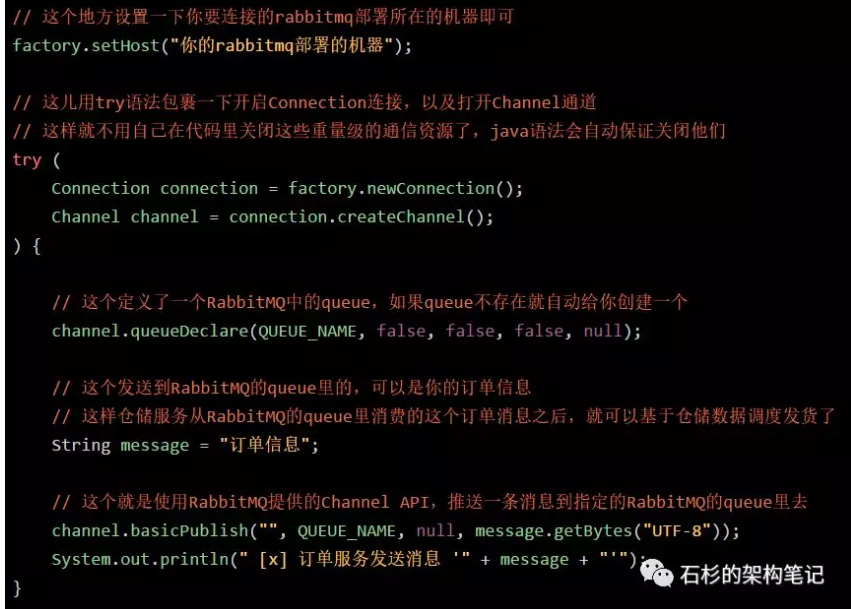 // 这个地方设置一下你要连接的rabbitmq部署所在的机器即可
factory.setHost("你的rabbitmq部署的机器");
// 这儿用try语法包裹一下开启Connection连接，以及打开Channel通道
// 这样就不用自己在代码里关闭这些重量级的通信资源了，java语法会自动保证关闭他们
try (
    Connection connection = factory.newConnection();
    Channel channel = connection.createChannel();
) {
    // 这个定义了一个RabbitMQ中的queue，如果queue不存在就自动给你创建一个
    channel.queueDeclare(QUEUE_NAME, false, false, false, null);
    // 这个发送到RabbitMQ的queue里的，可以是你的订单信息
    // 这样仓储服务从RabbitMQ的queue里消费的这个订单消息之后，就可以基于仓储数据调度发货了
    String message = "订单信息";
    // 这个就是使用RabbitMQ提供的Channel API，推送一条消息到指定的RabbitMQ的queue里去
    channel.basicPublish("", QUEUE_NAME, null, message.getBytes("UTF-8"));
    System.out.println(" [x] 订单服务发送消息 '" + message + "'");
石杉的架构笔记
}